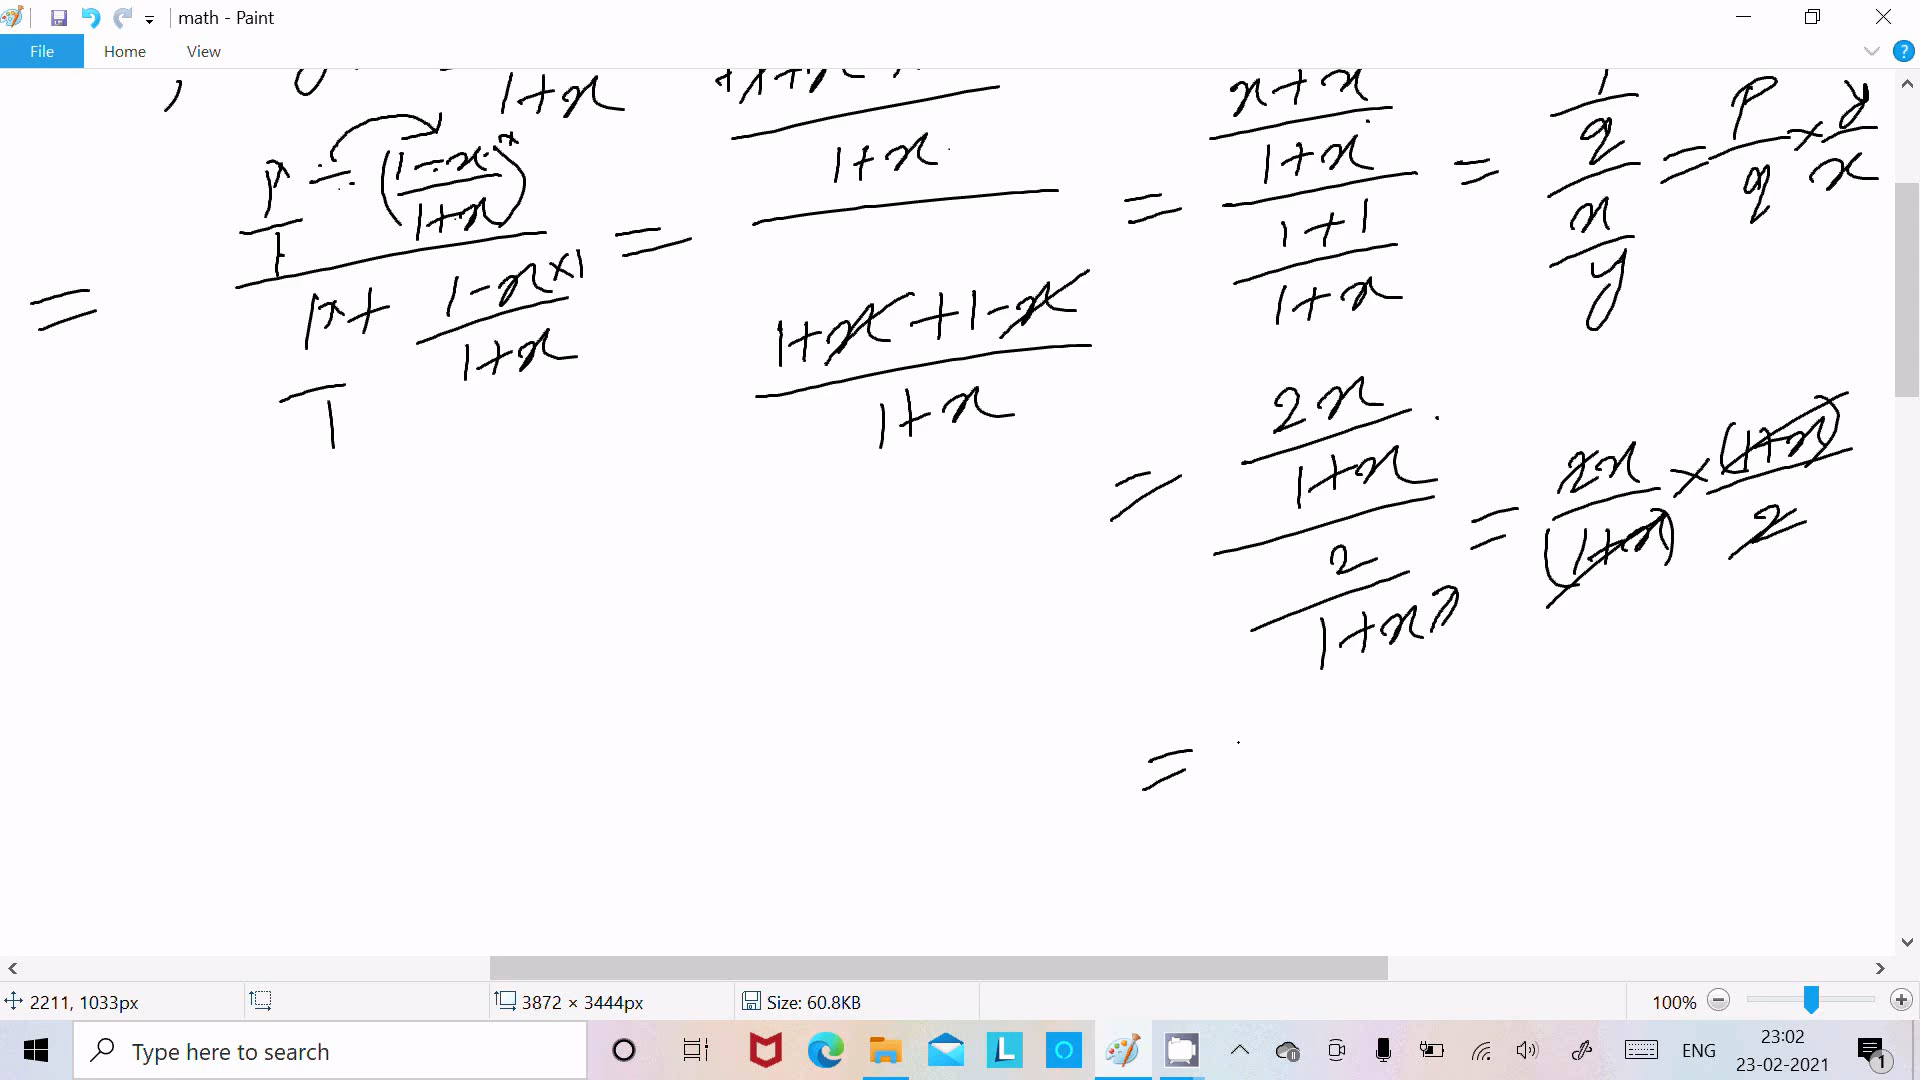 math - Paint
File Home View
, 1+x
1+x
x+x
1+x
1+1
1+x
=
1
q
x
y
= p/q × y/x
=
1
1-x
1+x
1
1-x ×1
1+x
1
=
1+x+1-x
1+x
=
= 2x
1+x
2
1+x
= 2x/(1+x) × (1+x)/2
=
2211, 1033px 3872 × 3444px Size: 60.8KB 100%
Type here to search ENG 23:02
23-02-2021 1